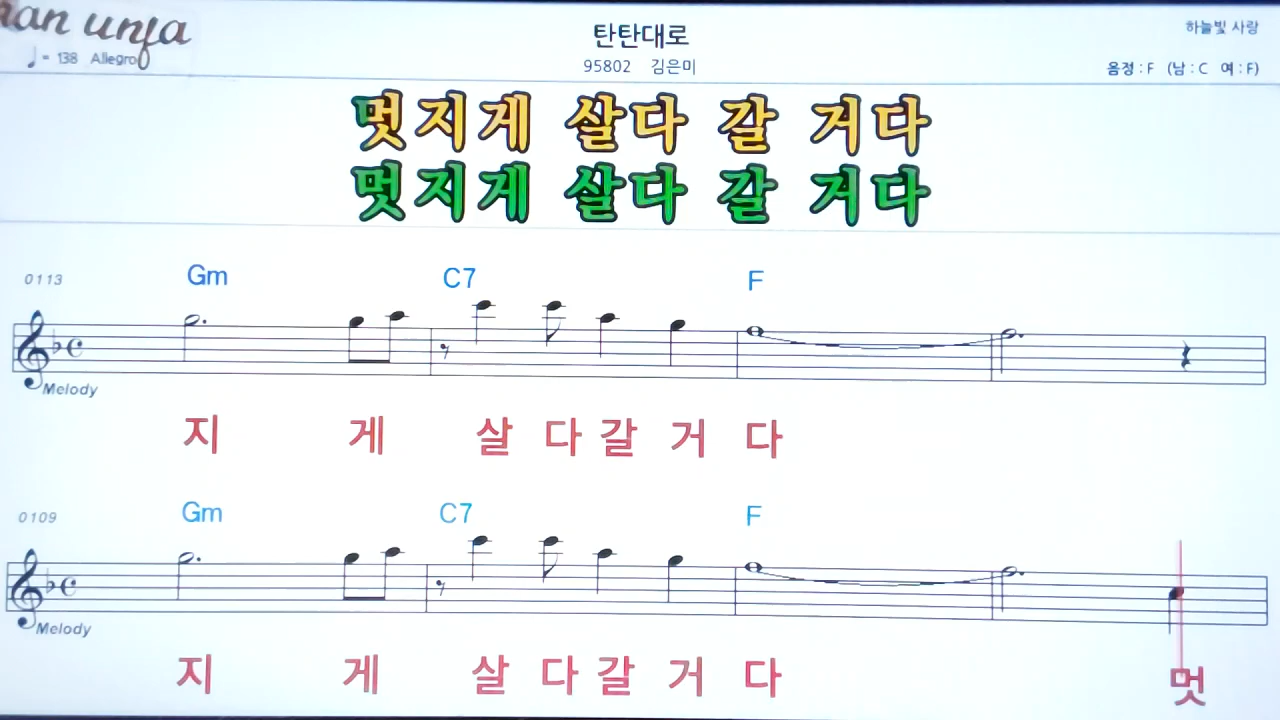 하늘빛 사랑
탄탄대로
♩= 138 Allegro
95802 김은미
음정 : F (남 : C 여 : F)
멋지게 살다 갈 거다
멋지게 살다 갈 거다
0113 Gm C7 F
Melody
지 게 살 다 갈 거 다
0109 Gm C7 F
Melody
지 게 살 다 갈 거 다 멋